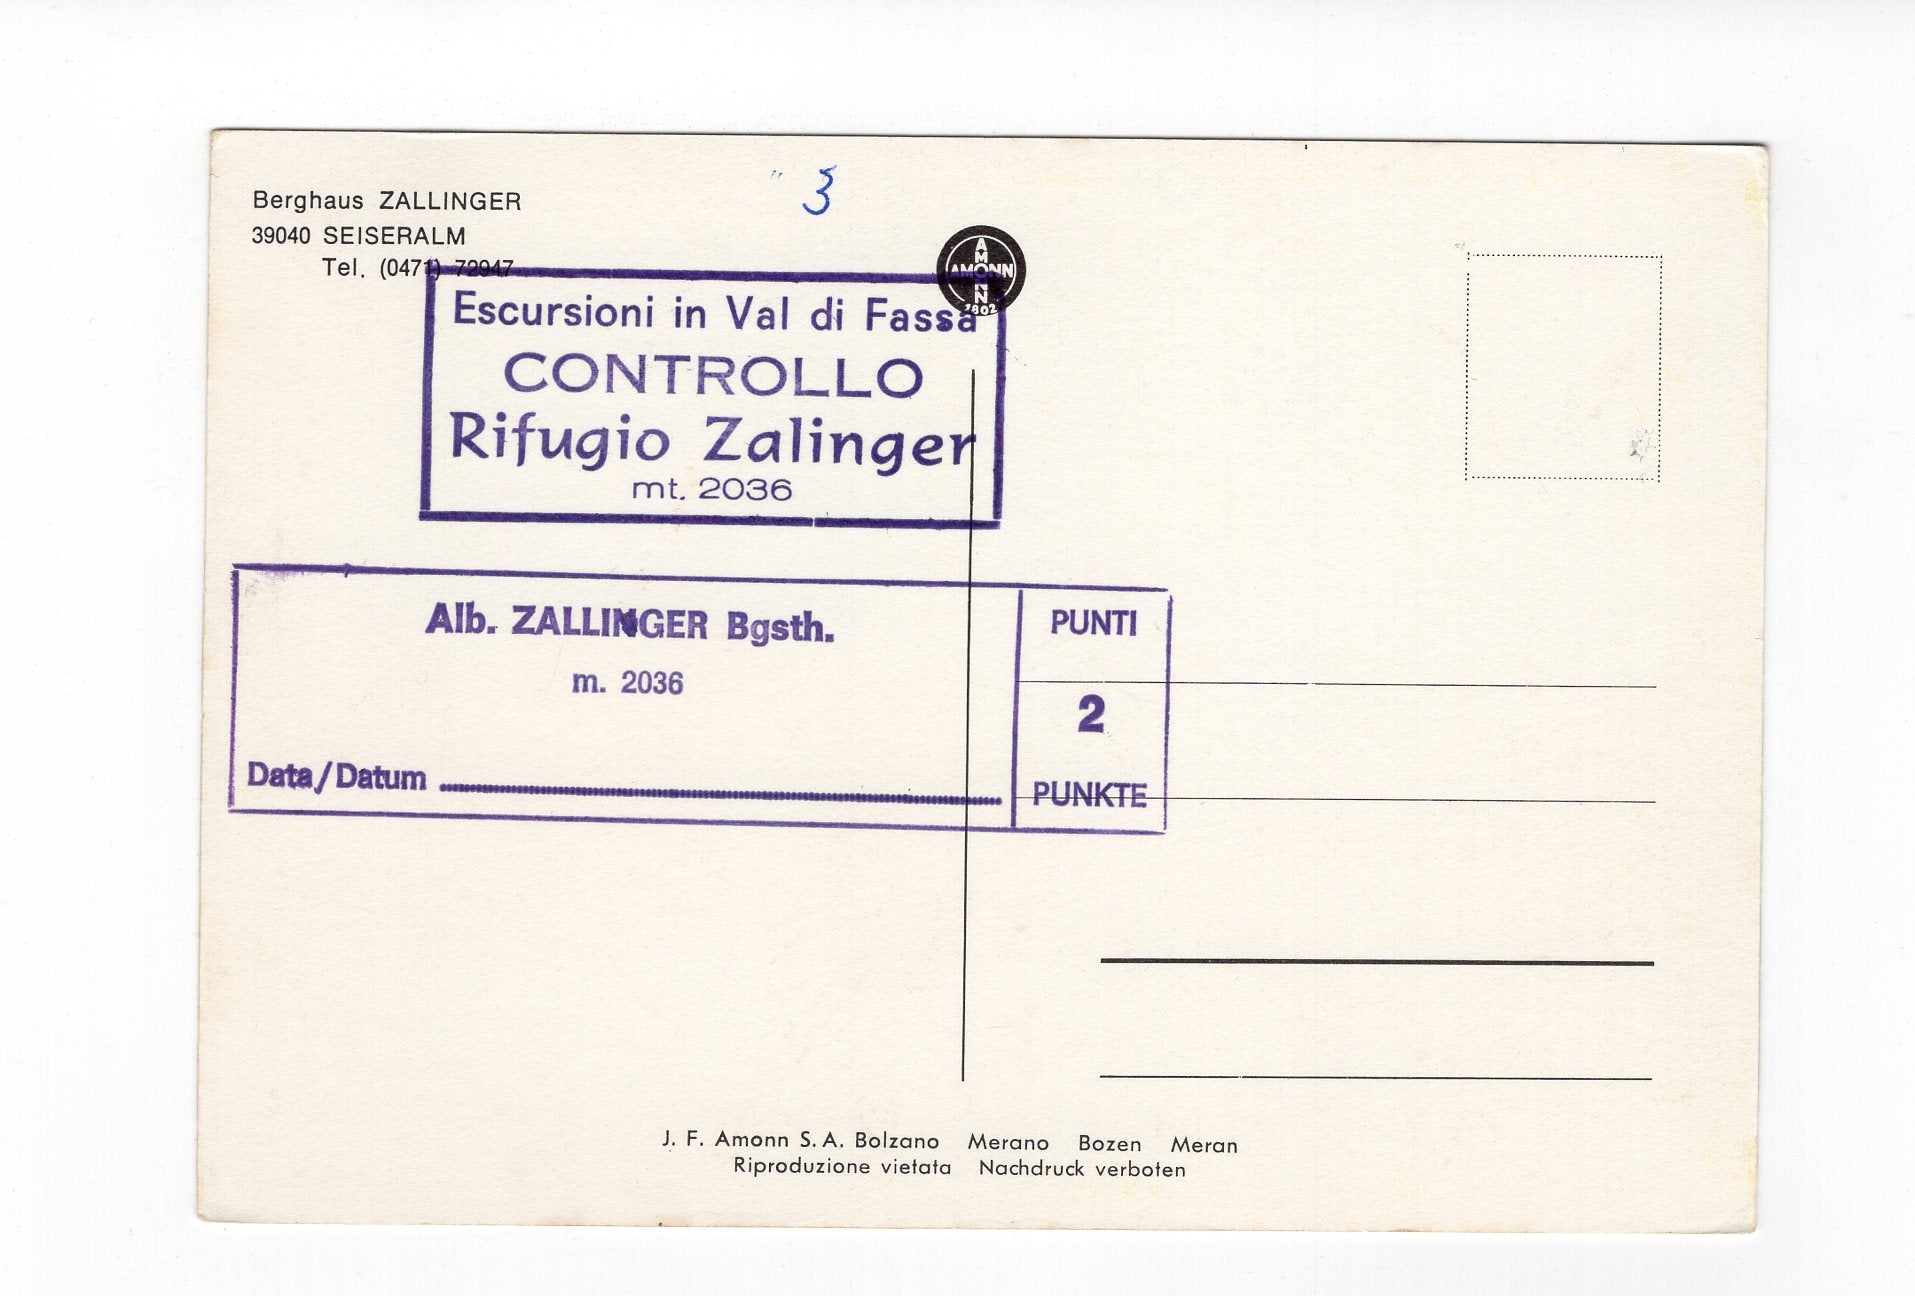 " 3
Berghaus ZALLINGER
39040 SEISERALM
Tel. (0471) 72947
AMONN
AMONN
1802
Escursioni in Val di Fassa
CONTROLLO
Rifugio Zalinger
mt. 2036
Alb. ZALLINGER Bgsth.
m. 2036
Data/Datum
PUNTI
2
PUNKTE
J. F. Amonn S.A. Bolzano Merano Bozen Meran
Riproduzione vietata Nachdruck verboten